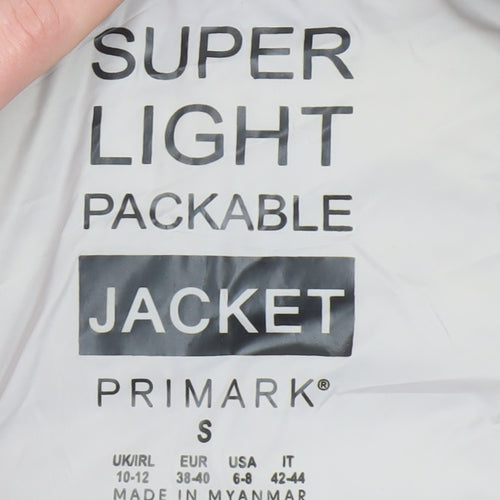 SUPER
LIGHT
PACKABLE
JACKET
PRIMARK®
S
UK/IRL EUR USA IT
10-12 38-40 6-8 42-44
MADE IN MYANMAR